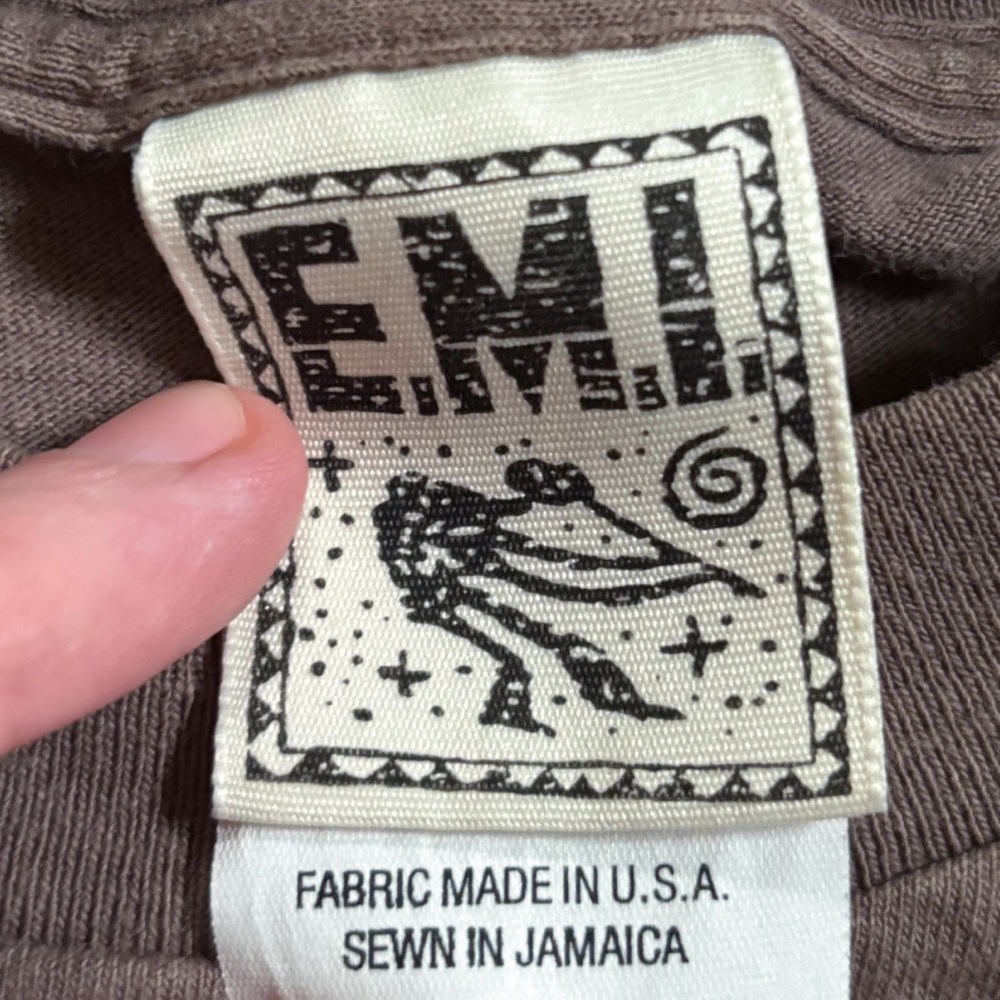 E.M.I.
FABRIC MADE IN U.S.A.
SEWN IN JAMAICA